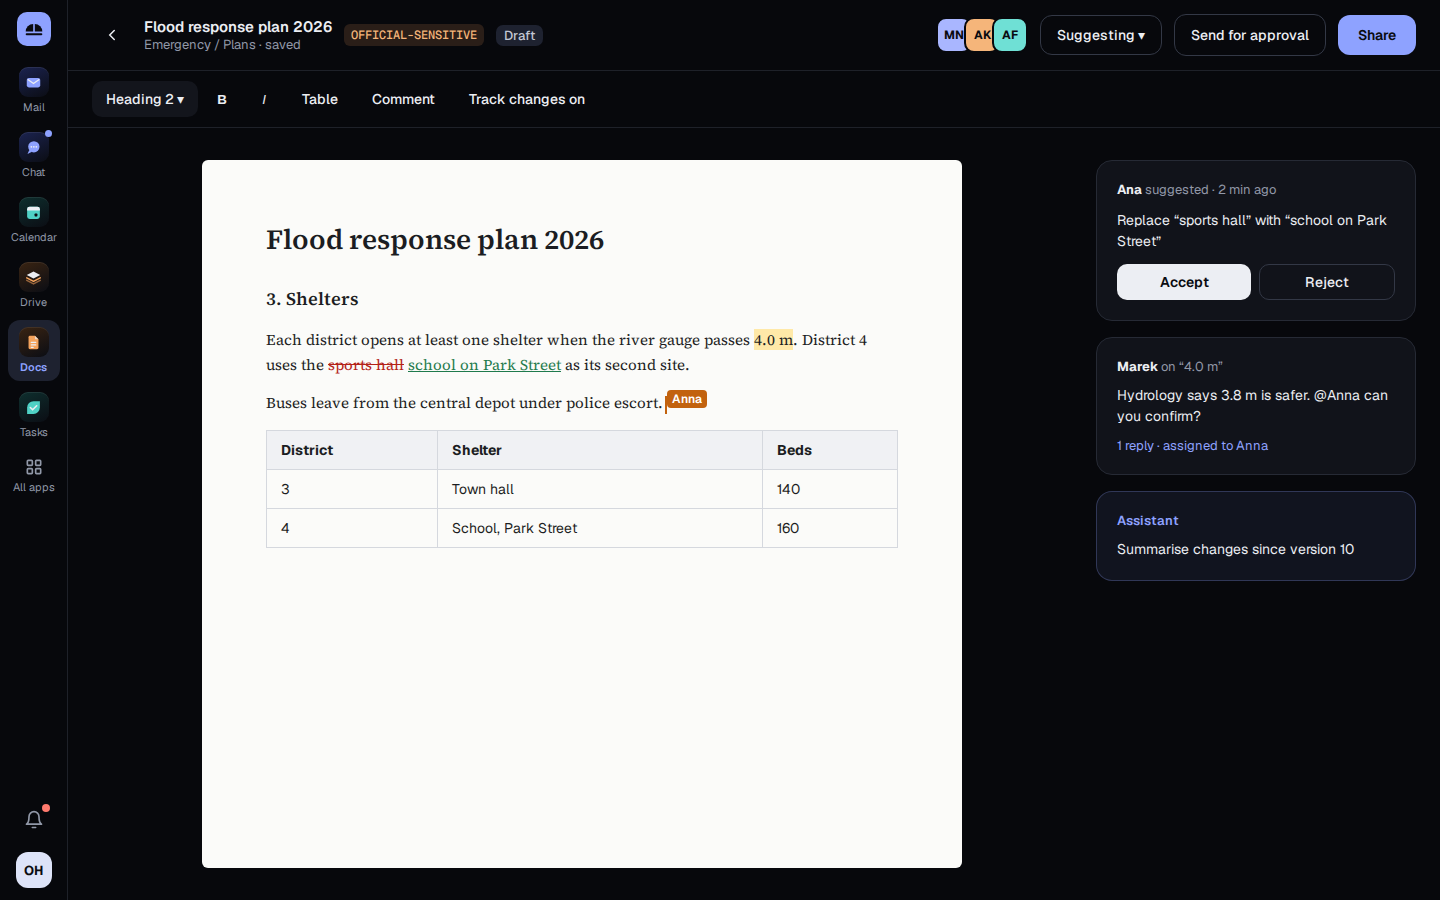 Mail
Chat
Calendar
Drive
Docs
Tasks
All apps
OH
Flood response plan 2026
Emergency / Plans · saved
OFFICIAL-SENSITIVE
Draft
MN
AK
AF
Suggesting ▾
Send for approval
Share
Heading 2 ▾
B
I
Table
Comment
Track changes on
Flood response plan 2026
3. Shelters
Each district opens at least one shelter when the river gauge passes 4.0 m. District 4
uses the sports hall school on Park Street as its second site.
Buses leave from the central depot under police escort.
Anna
District Shelter Beds
3 Town hall 140
4 School, Park Street 160
Ana suggested · 2 min ago
Replace “sports hall” with “school on Park
Street”
Accept
Reject
Marek on “4.0 m”
Hydrology says 3.8 m is safer. @Anna can
you confirm?
1 reply · assigned to Anna
Assistant
Summarise changes since version 10